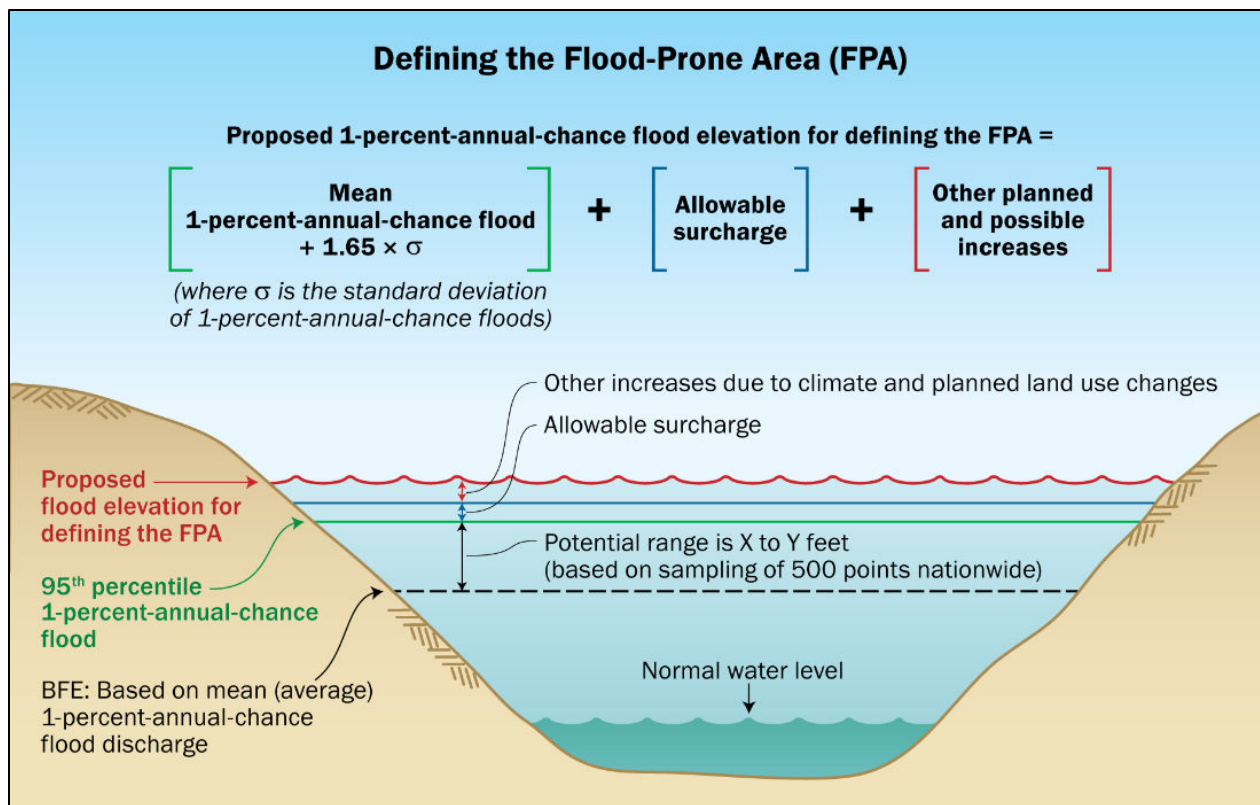 Defining the Flood-Prone Area (FPA)
Proposed 1-percent-annual-chance flood elevation for defining the FPA =
Mean
1-percent-annual-chance flood
+ 1.65 × σ
+
Allowable
surcharge
+
Other planned
and possible
increases
(where σ is the standard deviation
of 1-percent-annual-chance floods)
Other increases due to climate and planned land use changes
Allowable surcharge
Proposed
flood elevation for
defining the FPA
Potential range is X to Y feet
(based on sampling of 500 points nationwide)
95th percentile
1-percent-annual-chance
flood
BFE: Based on mean (average)
1-percent-annual-chance
flood discharge
Normal water level